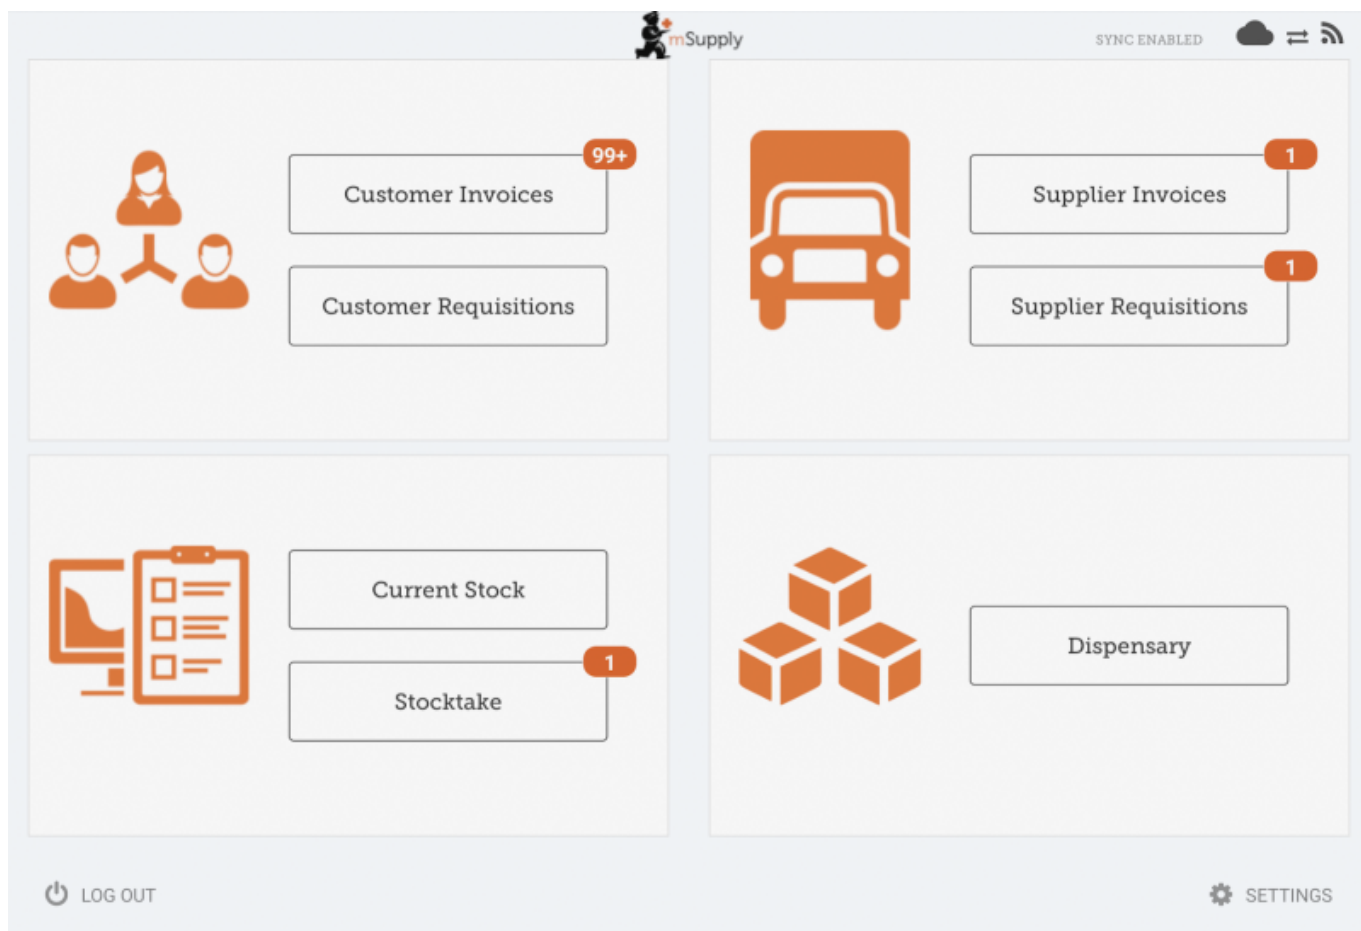 mSupply
SYNC ENABLED
99+
Customer Invoices
Customer Requisitions
1
Supplier Invoices
1
Supplier Requisitions
Current Stock
1
Stocktake
Dispensary
LOG OUT
SETTINGS